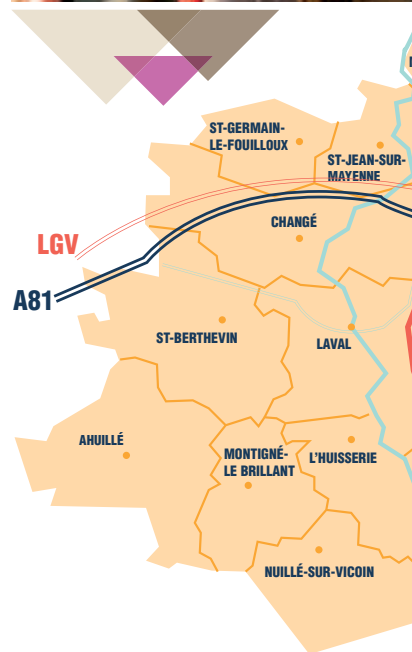 ST-GERMAIN-
LE-FOUILLOUX
ST-JEAN-SUR-
MAYENNE
CHANGÉ
LGV
A81
ST-BERTHEVIN
LAVAL
AHUILLÉ
MONTIGNÉ-
LE BRILLANT
L'HUISSERIE
NUILLÉ-SUR-VICOIN